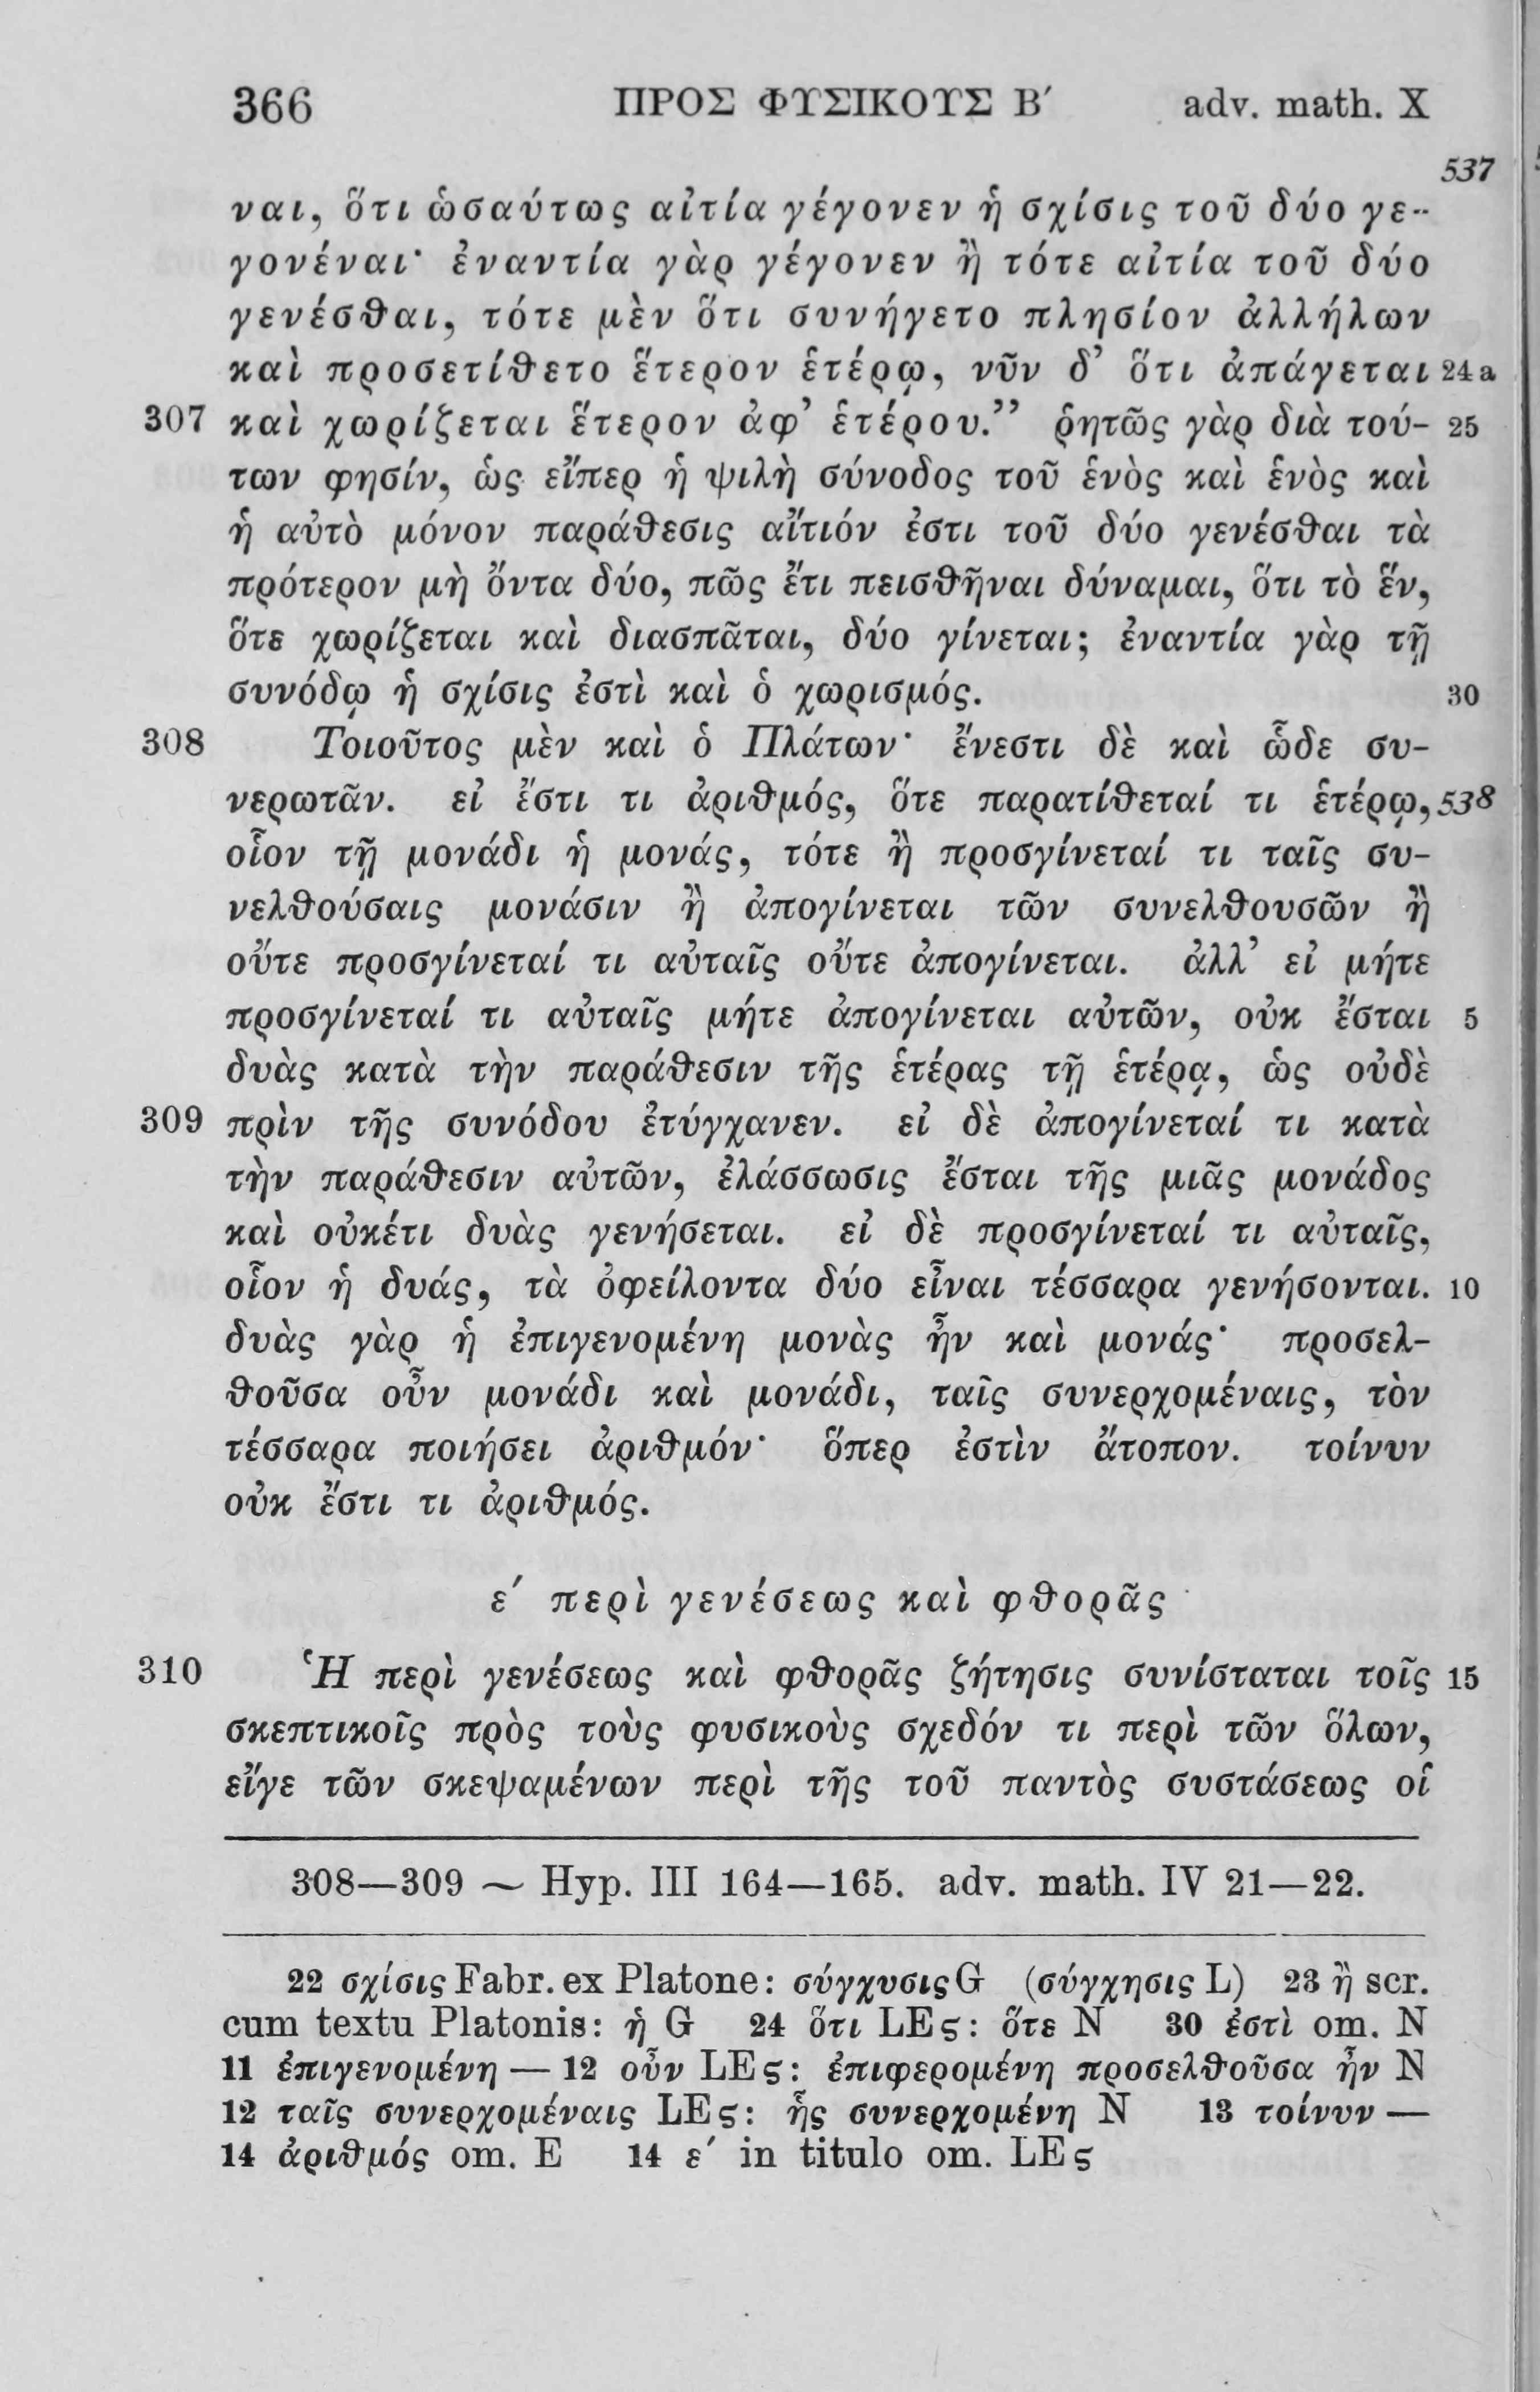 366 ΠΡΟΣ ΦΥΣΙΚΟΥΣ Β′ adv. math. X
537
ναι, ὅτι ὡσαύτως αἰτία γέγονεν ἡ σχίσις τοῦ δύο γε-
γονέναι· ἐναντία γὰρ γέγονεν ἢ τότε αἰτία τοῦ δύο
γενέσθαι, τότε μὲν ὅτι συνήγετο πλησίον ἀλλήλων
καὶ προσετίθετο ἕτερον ἑτέρῳ, νῦν δ’ ὅτι ἀπάγεται 24a
307 καὶ χωρίζεται ἕτερον ἀφ’ ἑτέρου.” ῥητῶς γὰρ διὰ τού- 25
των φησίν, ὡς εἴπερ ἡ ψιλὴ σύνοδος τοῦ ἑνὸς καὶ ἑνὸς καὶ
ἡ αὐτὸ μόνον παράθεσις αἴτιόν ἐστι τοῦ δύο γενέσθαι τὰ
πρότερον μὴ ὄντα δύο, πῶς ἔτι πεισθῆναι δύναμαι, ὅτι τὸ ἕν,
ὅτε χωρίζεται καὶ διασπᾶται, δύο γίνεται; ἐναντία γὰρ τῇ
συνόδῳ ἡ σχίσις ἐστὶ καὶ ὁ χωρισμός. 30
308 Τοιοῦτος μὲν καὶ ὁ Πλάτων· ἔνεστι δὲ καὶ ὧδε συ-
νερωτᾶν. εἰ ἔστι τι ἀριθμός, ὅτε παρατίθεταί τι ἑτέρῳ, 538
οἷον τῇ μονάδι ἡ μονάς, τότε ἢ προσγίνεταί τι ταῖς συ-
νελθούσαις μονάσιν ἢ ἀπογίνεται τῶν συνελθουσῶν ἢ
οὔτε προσγίνεταί τι αὐταῖς οὔτε ἀπογίνεται. ἀλλ’ εἰ μήτε
προσγίνεταί τι αὐταῖς μήτε ἀπογίνεται αὐτῶν, οὐκ ἔσται 5
δυὰς κατὰ τὴν παράθεσιν τῆς ἑτέρας τῇ ἑτέρᾳ, ὡς οὐδὲ
309 πρὶν τῆς συνόδου ἐτύγχανεν. εἰ δὲ ἀπογίνεταί τι κατὰ
τὴν παράθεσιν αὐτῶν, ἐλάσσωσις ἔσται τῆς μιᾶς μονάδος
καὶ οὐκέτι δυὰς γενήσεται. εἰ δὲ προσγίνεταί τι αὐταῖς,
οἷον ἡ δυάς, τὰ ὀφείλοντα δύο εἶναι τέσσαρα γενήσονται. 10
δυὰς γὰρ ἡ ἐπιγενομένη μονὰς ἦν καὶ μονάς· προσελ-
θοῦσα οὖν μονάδι καὶ μονάδι, ταῖς συνερχομέναις, τὸν
τέσσαρα ποιήσει ἀριθμόν· ὅπερ ἐστὶν ἄτοπον. τοίνυν
οὐκ ἔστι τι ἀριθμός.
ε′ περὶ γενέσεως καὶ φθορᾶς
310 Ἡ περὶ γενέσεως καὶ φθορᾶς ζήτησις συνίσταται τοῖς 15
σκεπτικοῖς πρὸς τοὺς φυσικοὺς σχεδόν τι περὶ τῶν ὅλων,
εἴγε τῶν σκεψαμένων περὶ τῆς τοῦ παντὸς συστάσεως οἱ
308—309 ~ Hyp. III 164—165. adv. math. IV 21—22.
22 σχίσις Fabr. ex Platone: σύγχυσις G (σύγχησις L) 23 ἢ scr.
cum textu Platonis: ἡ G 24 ὅτι LEς: ὅτε N 30 ἐστὶ om. N
11 ἐπιγενομένη — 12 οὖν LEς: ἐπιφερομένη προσελθοῦσα ἦν N
12 ταῖς συνερχομέναις LEς: ἧς συνερχομένη N 13 τοίνυν —
14 ἀριθμός om. E 14 ε′ in titulo om. LEς